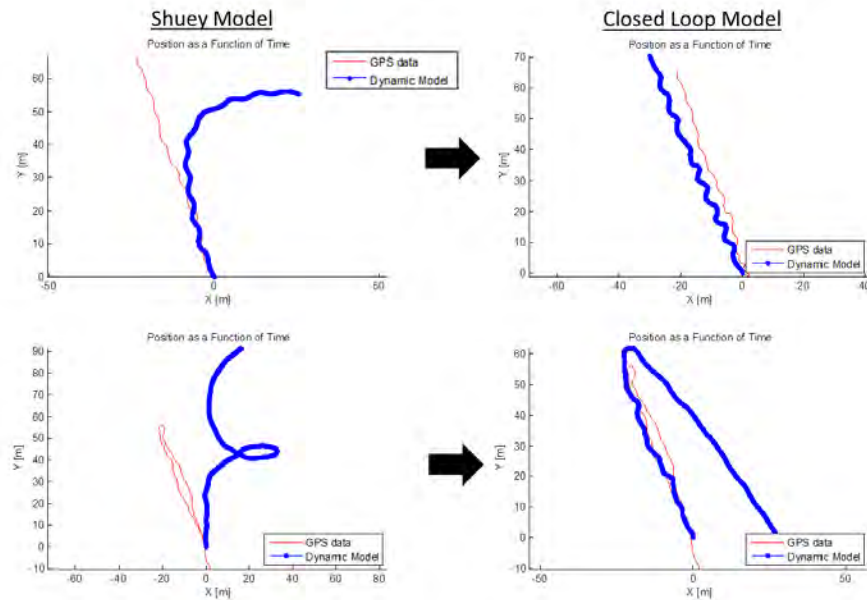 Shuey Model
Closed Loop Model
Position as a Function of Time
GPS data
Dynamic Model
Y [m]
60
50
40
30
20
10
0
-50
0
50
X [m]
Position as a Function of Time
Y [m]
70
60
50
40
30
20
10
0
-60
-40
-20
0
20
40
X [m]
GPS data
Dynamic Model
Position as a Function of Time
Y [m]
90
80
70
60
50
40
30
20
10
0
-10
-60
-40
-20
0
20
40
60
80
X [m]
GPS data
Dynamic Model
Position as a Function of Time
Y [m]
60
50
40
30
20
10
0
-10
-50
0
50
X [m]
GPS data
Dynamic Model